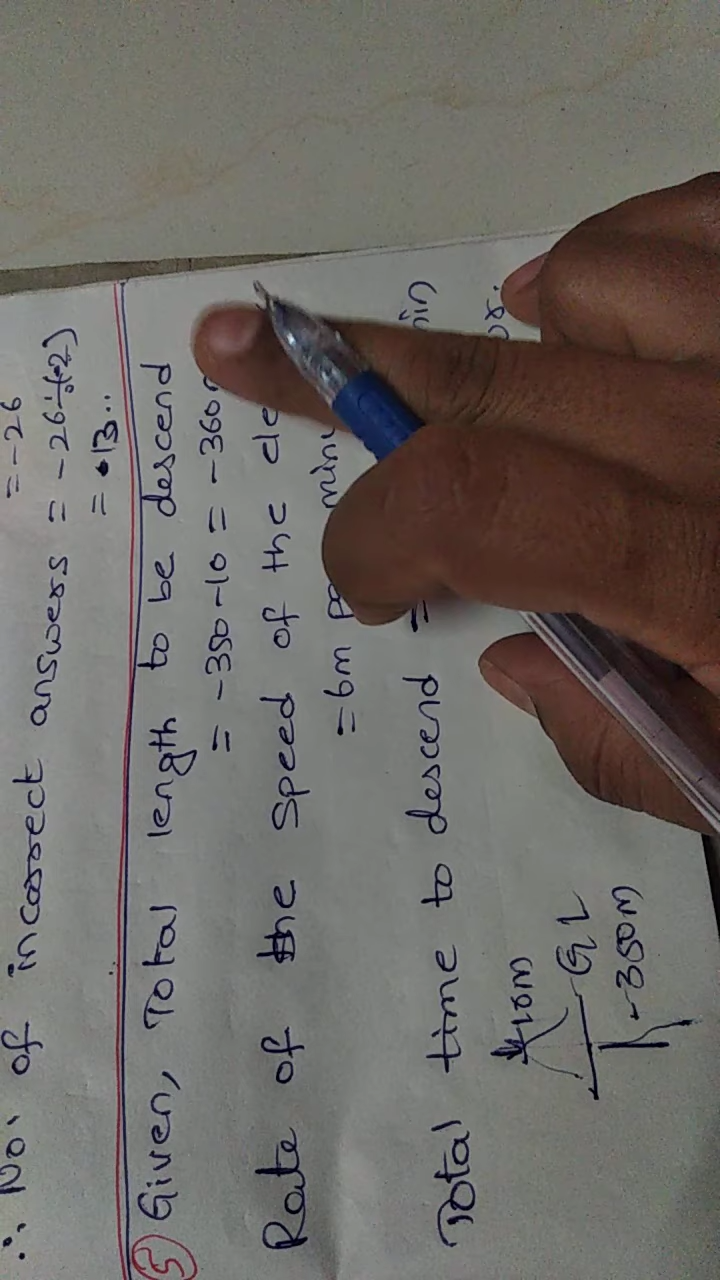 = -26
∴ No. of incorrect answers = -26÷(-2)
= 13..
5 Given, Total length to be descend
= -350-10 = -360
Rate of the speed of the
= 6m
Total time to descend =
10m
GL
-350m